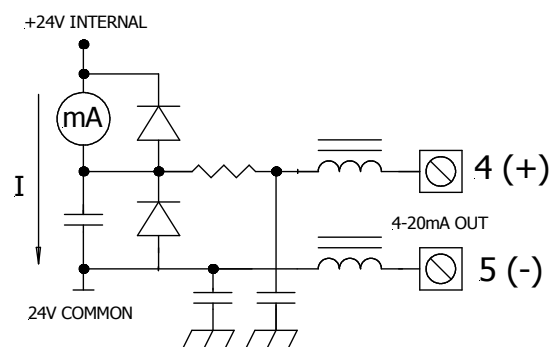 +24V INTERNAL
mA
4 (+)
I
4-20mA OUT
5 (-)
24V COMMON